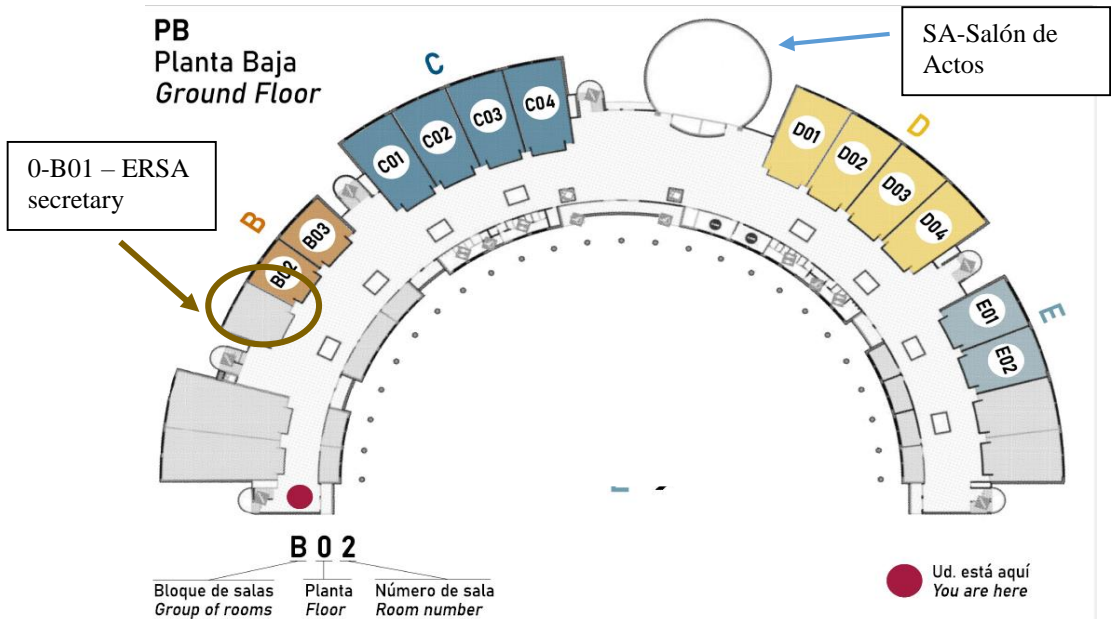 PB
Planta Baja
Ground Floor
SA-Salón de
Actos
0-B01 – ERSA
secretary
B
B02
B03
C
C01
C02
C03
C04
D
D01
D02
D03
D04
E
E01
E02
B 0 2
Bloque de salas
Group of rooms
Planta
Floor
Número de sala
Room number
Ud. está aquí
You are here